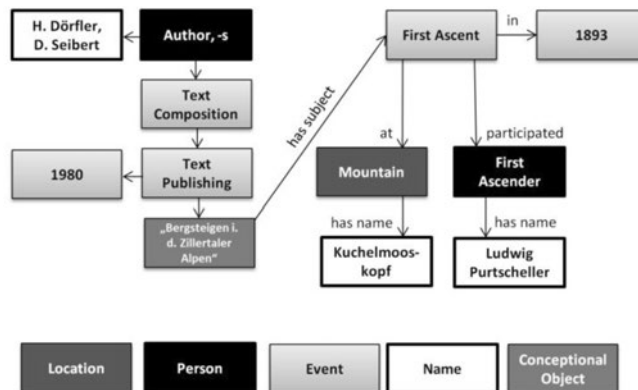 H. Dörfler,
D. Seibert
Author, -s
First Ascent
in
1893
Text
Composition
has subject
1980
Text
Publishing
at
participated
Mountain
First
Ascender
„Bergsteigen i.
d. Zillertaler
Alpen“
has name
has name
Kuchelmoos-
kopf
Ludwig
Purtscheller
Location
Person
Event
Name
Conceptional
Object